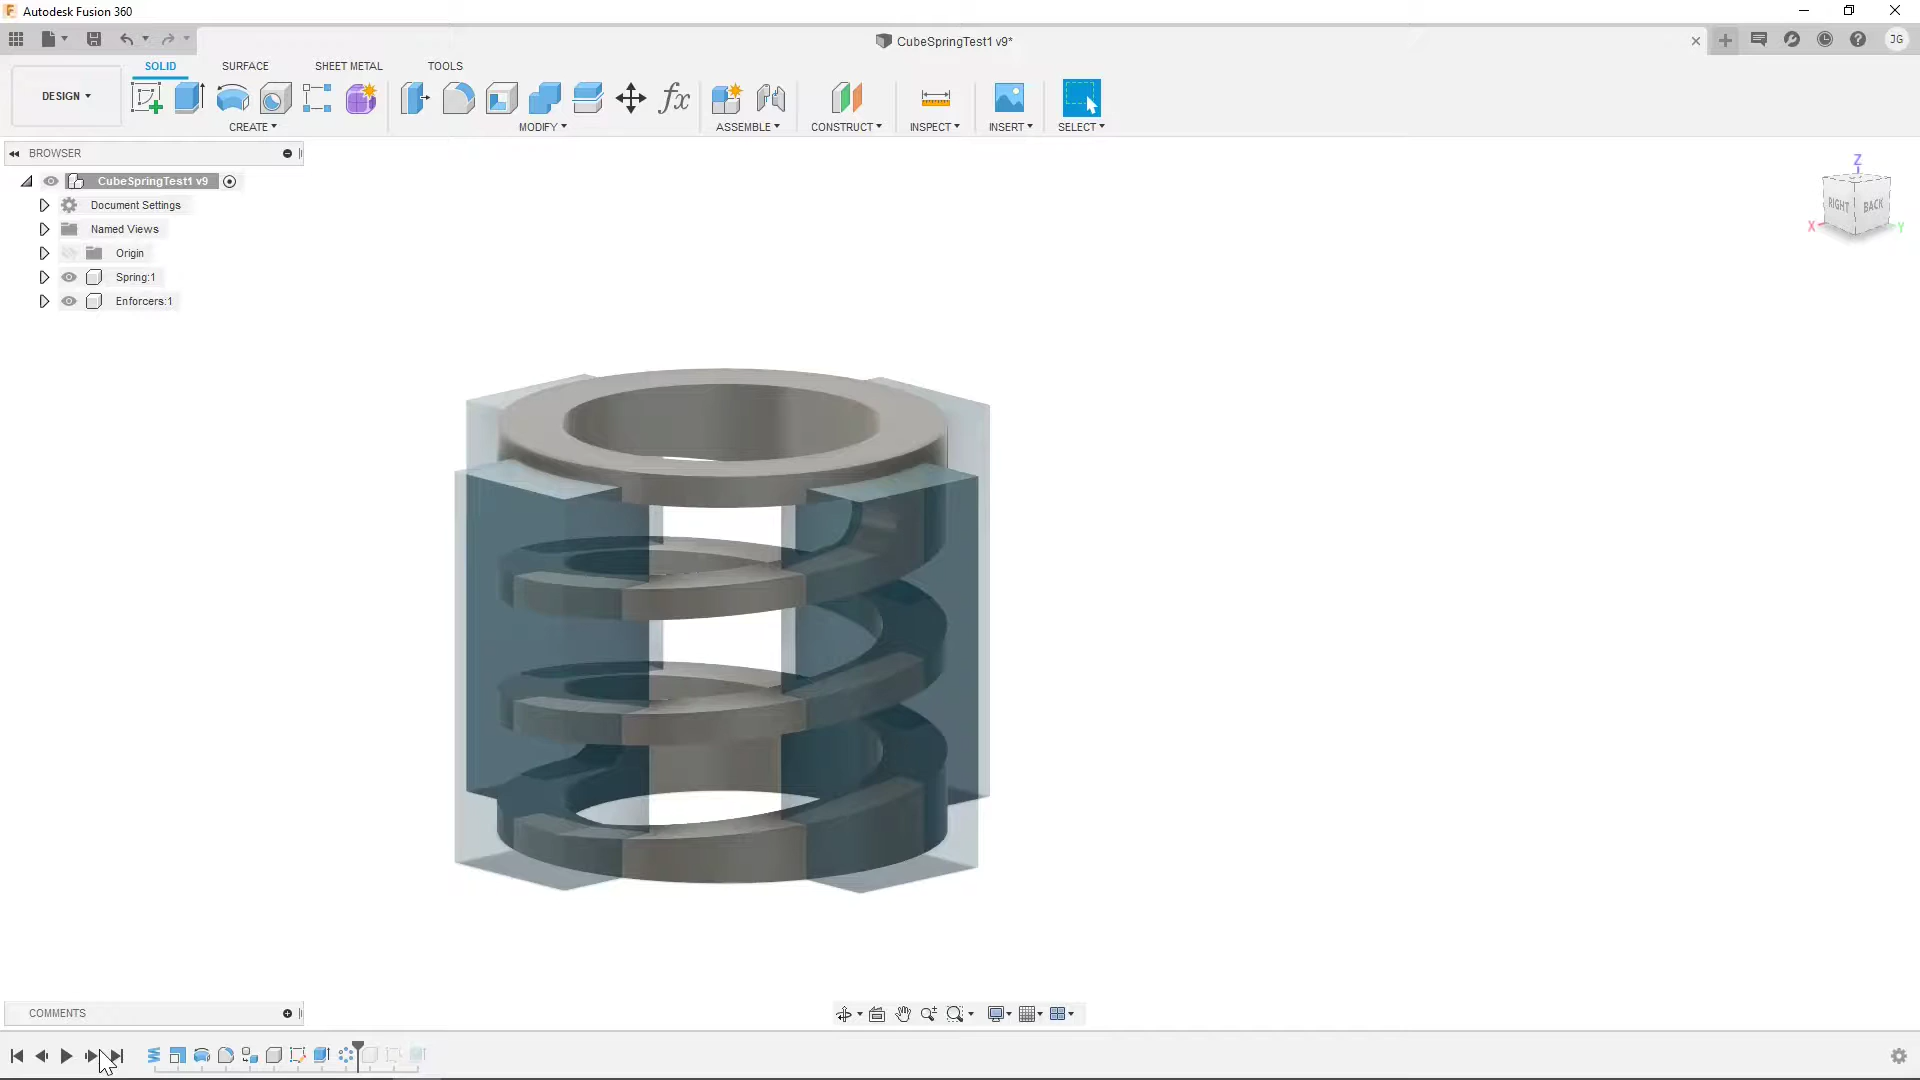 Autodesk Fusion 360
CubeSpringTest1 v9*
JG
DESIGN
SOLID SURFACE SHEET METAL TOOLS
fx
CREATE MODIFY ASSEMBLE CONSTRUCT INSPECT INSERT SELECT
BROWSER
CubeSpringTest1 v9
Document Settings
Named Views
Origin
Spring:1
Enforcers:1
Z
RIGHT BACK
X Y
COMMENTS